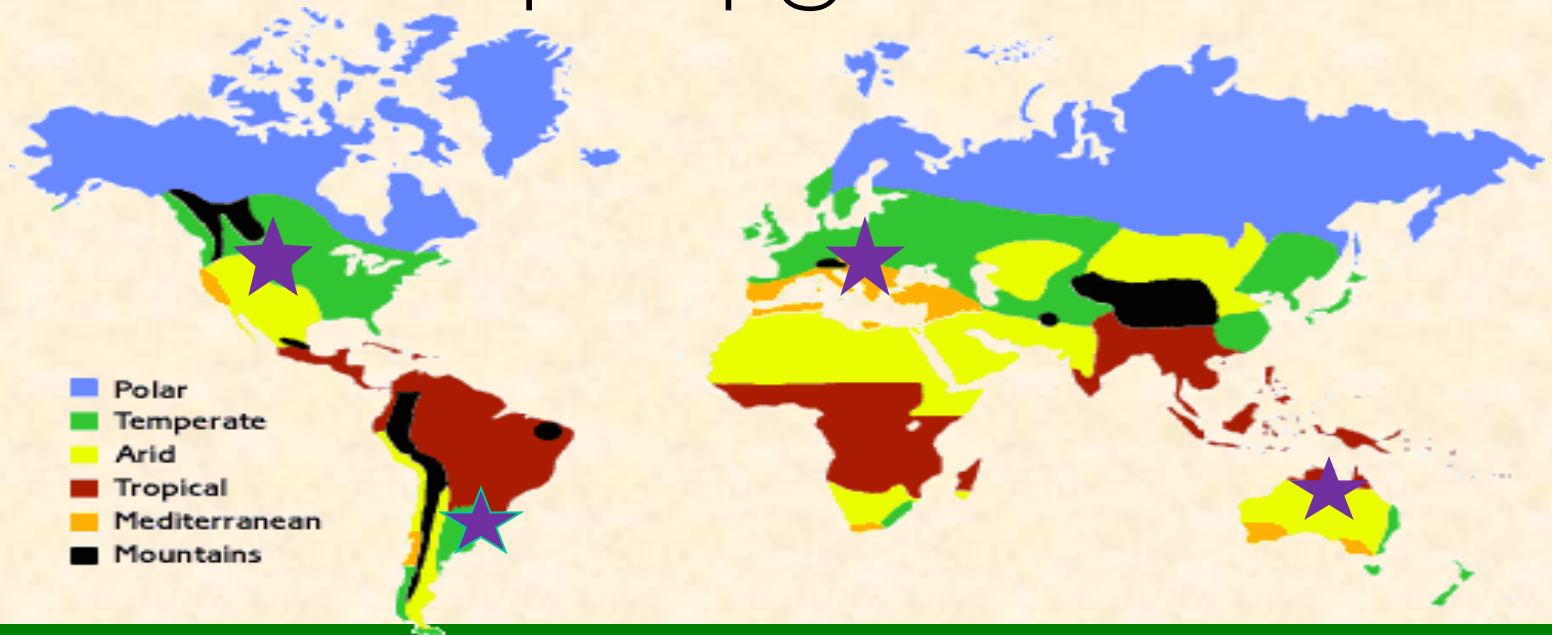 Polar
Temperate
Arid
Tropical
Mediterranean
Mountains